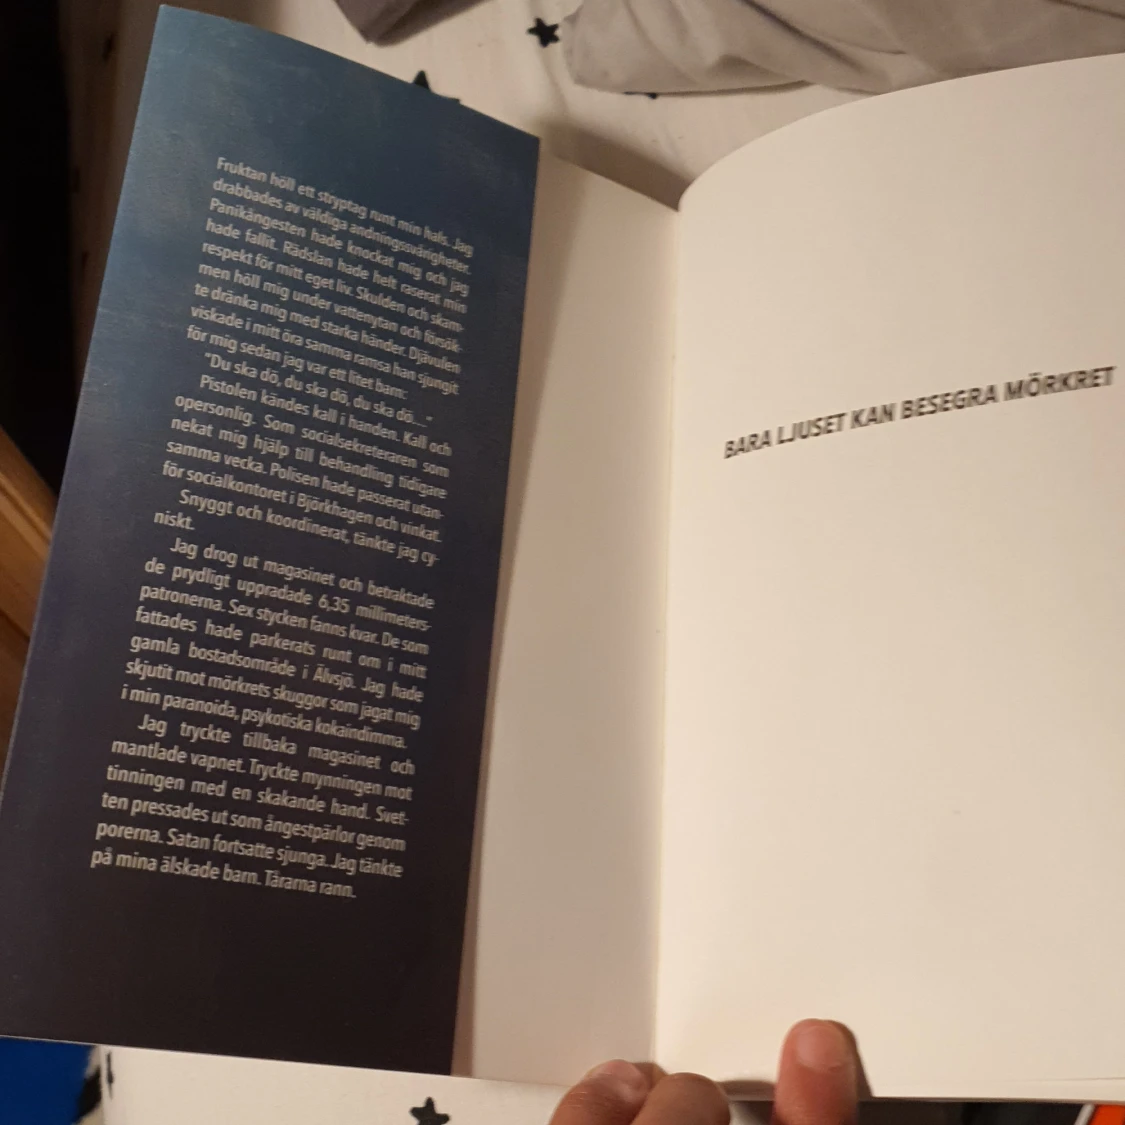 Fruktan höll ett stryptag runt min hals. Jag
drabbades av väldiga andningssvårigheter.
Panikångesten hade knockat mig och jag
hade fallit. Rädslan hade helt raserat min
respekt för mitt eget liv. Skulden och skam-
men höll mig under vattenytan och försök-
te dränka mig med starka händer. Djävulen
viskade i mitt öra samma ramsa han sjungit
för mig sedan jag var ett litet barn:
"Du ska dö, du ska dö, du ska dö...."
Pistolen kändes kall i handen. Kall och
opersonlig. Som socialsekreteraren som
nekat mig hjälp till behandling tidigare
samma vecka. Polisen hade passerat utan-
för socialkontoret i Björkhagen och vinkat.
Snyggt och koordinerat, tänkte jag cy-
niskt.
Jag drog ut magasinet och betraktade
de prydligt uppradade 6,35 millimeters-
patronerna. Sex stycken fanns kvar. De som
fattades hade parkerats runt om i mitt
gamla bostadsområde i Älvsjö. Jag hade
skjutit mot mörkrets skuggor som jagat mig
i min paranoida, psykotiska kokaindimma.
Jag tryckte tillbaka magasinet och
mantlade vapnet. Tryckte mynningen mot
tinningen med en skakande hand. Svet-
ten pressades ut som ångestpärlor genom
porerna. Satan fortsatte sjunga. Jag tänkte
på mina älskade barn. Tårarna rann.
BARA LJUSET KAN BESEGRA MÖRKRET